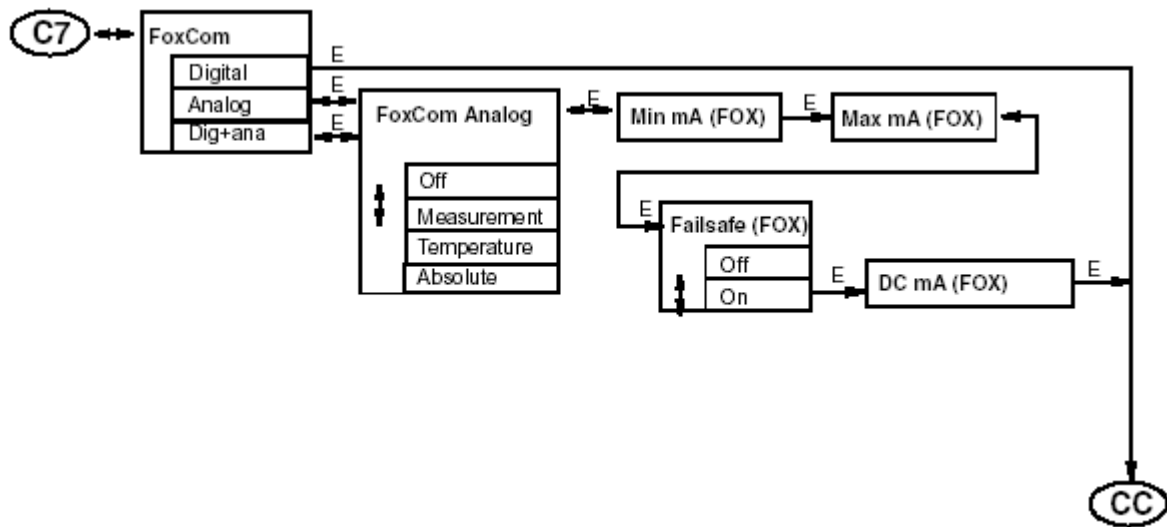 C7
FoxCom
Digital
Analog
Dig+ana
E
E
E
FoxCom Analog
Off
Measurement
Temperature
Absolute
E
Min mA (FOX)
E
Max mA (FOX)
E
Failsafe (FOX)
Off
On
E
DC mA (FOX)
E
CC